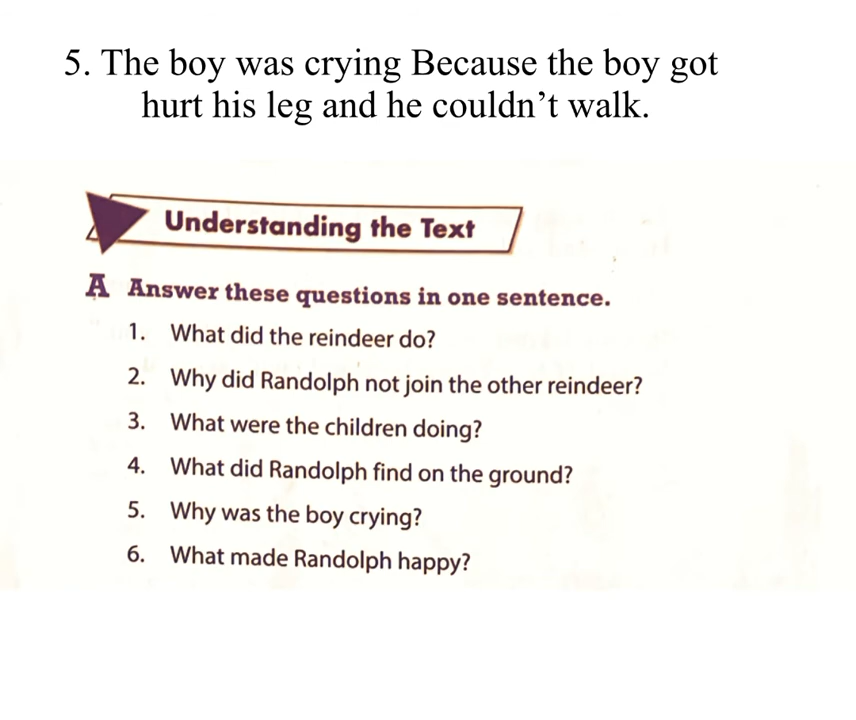 5. The boy was crying Because the boy got
hurt his leg and he couldn’t walk.
Understanding the Text
A Answer these questions in one sentence.
1. What did the reindeer do?
2. Why did Randolph not join the other reindeer?
3. What were the children doing?
4. What did Randolph find on the ground?
5. Why was the boy crying?
6. What made Randolph happy?